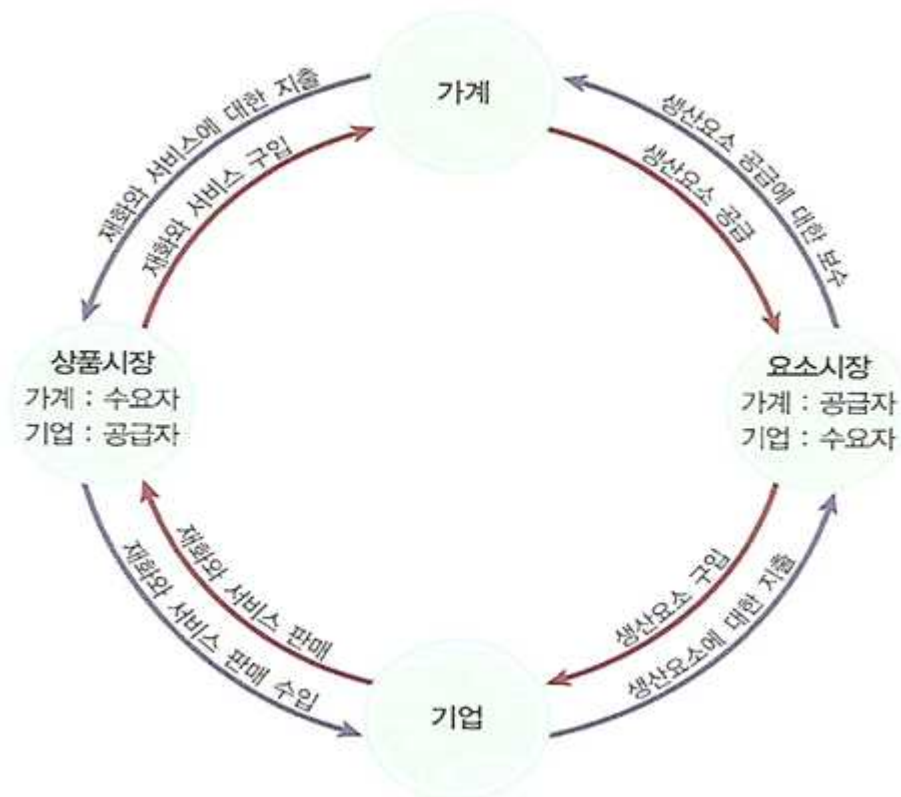 가계
재화와 서비스에 대한 지출
재화와 서비스 구입
생산요소 공급에 대한 보수
생산요소 공급
상품시장
가계 : 수요자
기업 : 공급자
요소시장
가계 : 공급자
기업 : 수요자
재화와 서비스 판매
재화와 서비스 판매 수입
생산요소 구입
생산요소에 대한 지출
기업